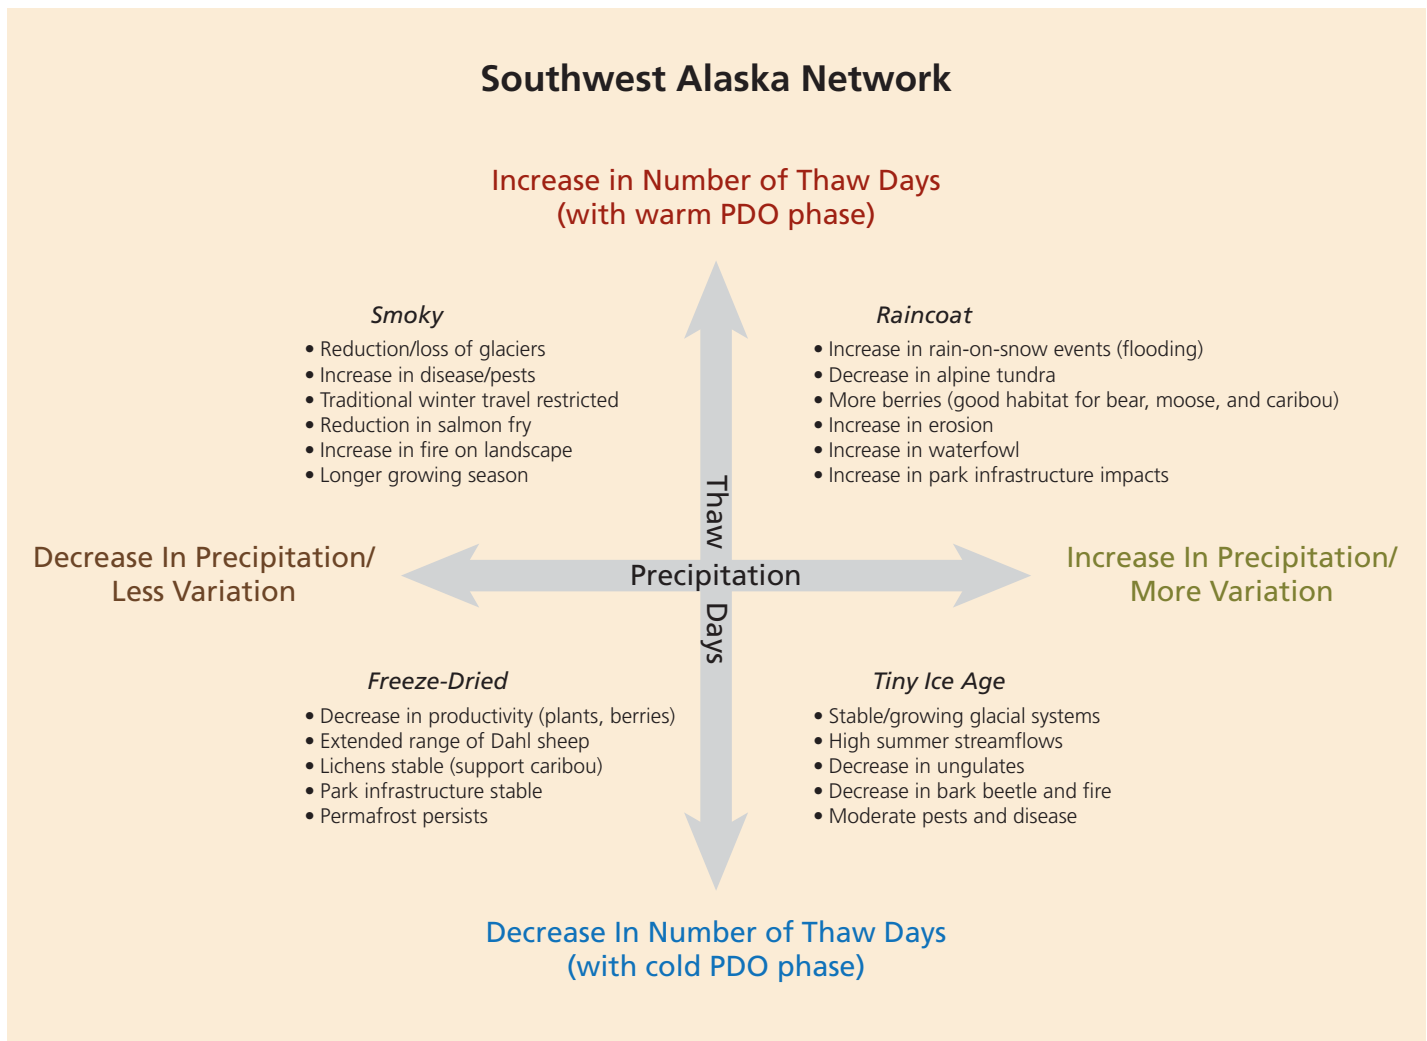 Southwest Alaska Network
Increase in Number of Thaw Days
(with warm PDO phase)
Smoky
• Reduction/loss of glaciers
• Increase in disease/pests
• Traditional winter travel restricted
• Reduction in salmon fry
• Increase in fire on landscape
• Longer growing season
Raincoat
• Increase in rain-on-snow events (flooding)
• Decrease in alpine tundra
• More berries (good habitat for bear, moose, and caribou)
• Increase in erosion
• Increase in waterfowl
• Increase in park infrastructure impacts
Decrease In Precipitation/
Less Variation
Thaw Days
Precipitation
Increase In Precipitation/
More Variation
Freeze-Dried
• Decrease in productivity (plants, berries)
• Extended range of Dahl sheep
• Lichens stable (support caribou)
• Park infrastructure stable
• Permafrost persists
Tiny Ice Age
• Stable/growing glacial systems
• High summer streamflows
• Decrease in ungulates
• Decrease in bark beetle and fire
• Moderate pests and disease
Decrease In Number of Thaw Days
(with cold PDO phase)